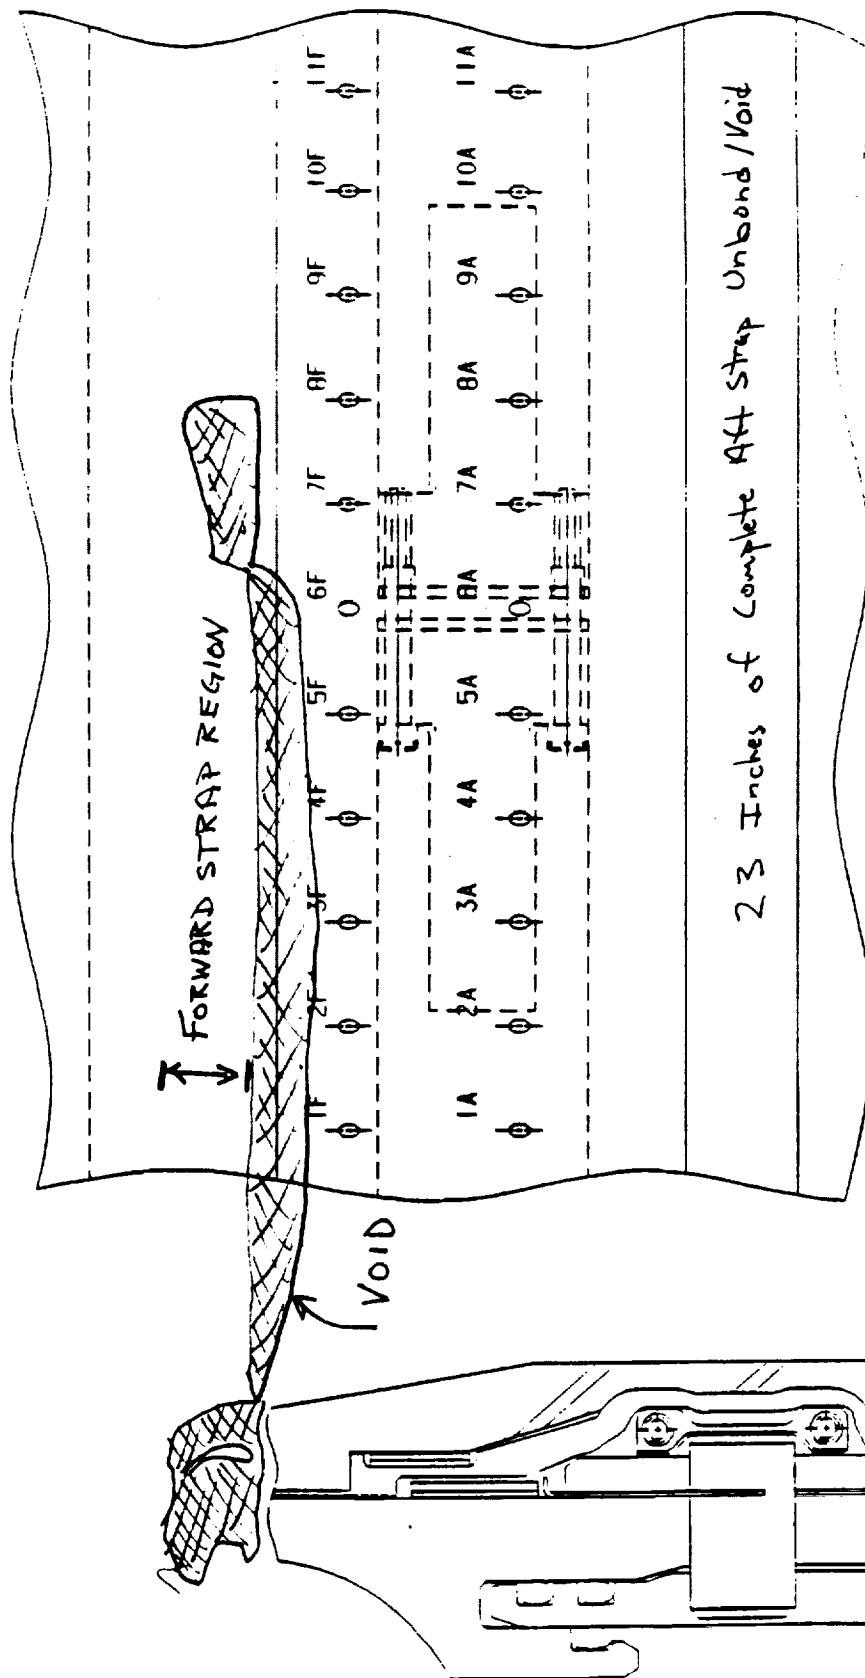 FORWARD STRAP REGION
1F 2F 3F 4F 5F 6F 7F 8F 9F 10F 11F
VOID
1A 2A 3A 4A 5A 8A 7A 8A 9A 10A 11A
23 Inches of Complete Aft Strap Unbond/Void